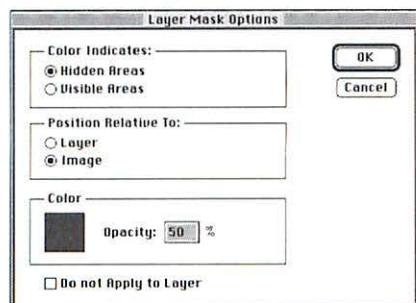 Layer Mask Options
Color Indicates:
Hidden Areas
Visible Areas
OK
Cancel
Position Relative To:
Layer
Image
Color
Opacity: 50 %
Do not Apply to Layer